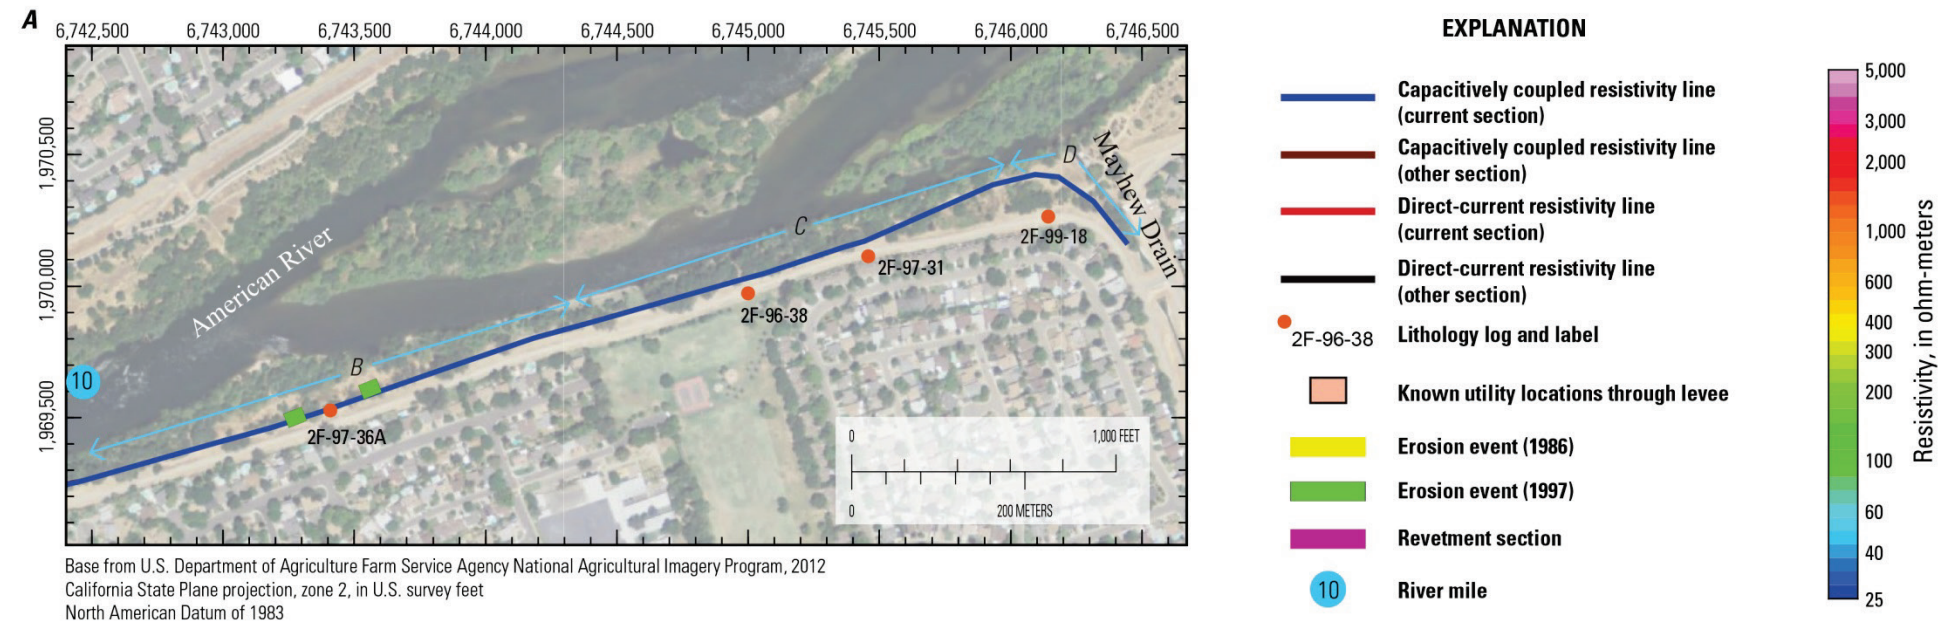 A
6,742,500 6,743,000 6,743,500 6,744,000 6,744,500 6,745,000 6,745,500 6,746,000 6,746,500
1,970,500
1,970,000
1,969,500
American River
Mayhew Drain
D
C
B
10
2F-99-18
2F-97-31
2F-96-38
2F-97-36A
0 1,000 FEET
0 200 METERS
Base from U.S. Department of Agriculture Farm Service Agency National Agricultural Imagery Program, 2012
California State Plane projection, zone 2, in U.S. survey feet
North American Datum of 1983
EXPLANATION
Capacitively coupled resistivity line
(current section)
Capacitively coupled resistivity line
(other section)
Direct-current resistivity line
(current section)
Direct-current resistivity line
(other section)
2F-96-38 Lithology log and label
Known utility locations through levee
Erosion event (1986)
Erosion event (1997)
Revetment section
10 River mile
5,000
3,000
2,000
1,000
600
400
300
200
100
60
40
25
Resistivity, in ohm-meters